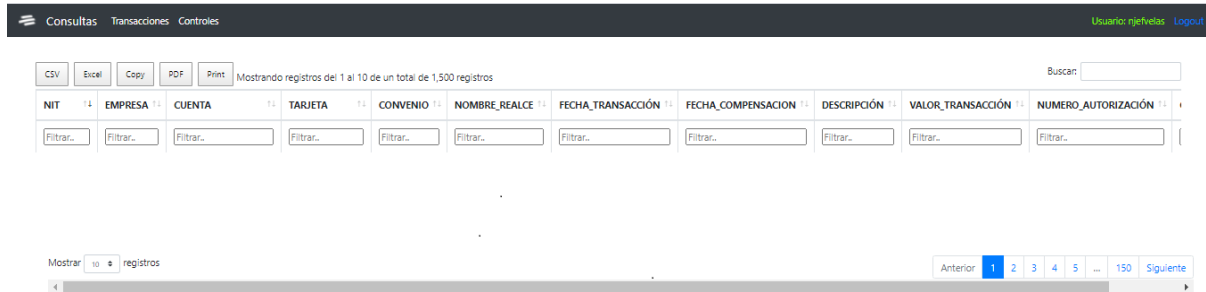 Consultas Transacciones Controles Usuario: njefvelas Logout
CSV Excel Copy PDF Print Mostrando registros del 1 al 10 de un total de 1,500 registros Buscar:
NIT EMPRESA CUENTA TARJETA CONVENIO NOMBRE_REALCE FECHA_TRANSACCIÓN FECHA_COMPENSACION DESCRIPCIÓN VALOR_TRANSACCIÓN NUMERO_AUTORIZACIÓN
Filtrar.. Filtrar.. Filtrar.. Filtrar.. Filtrar.. Filtrar.. Filtrar.. Filtrar.. Filtrar.. Filtrar.. Filtrar..
Mostrar 10 registros Anterior 1 2 3 4 5 ... 150 Siguiente